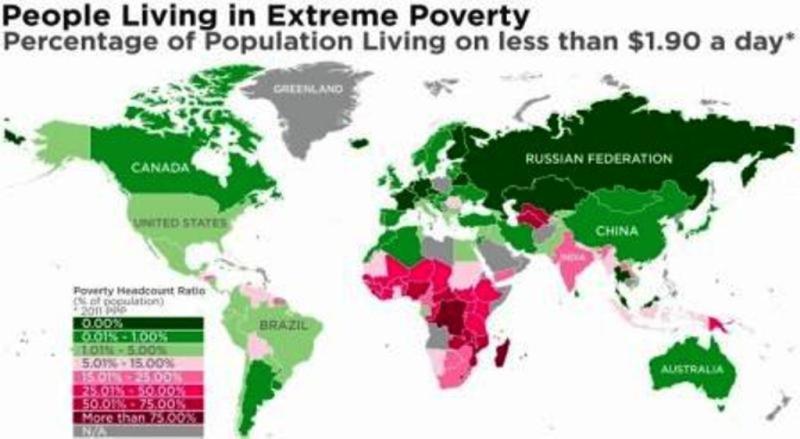 People Living in Extreme Poverty
Percentage of Population Living on less than $1.90 a day*
GREENLAND
CANADA
RUSSIAN FEDERATION
UNITED STATES
CHINA
INDIA
BRAZIL
AUSTRALIA
Poverty Headcount Ratio
(% of population)
* 2011 PPP
0.00%
0.01% - 1.00%
1.01% - 5.00%
5.01% - 15.00%
15.01% - 25.00%
25.01% - 50.00%
50.01% - 75.00%
More than 75.00%
N/A